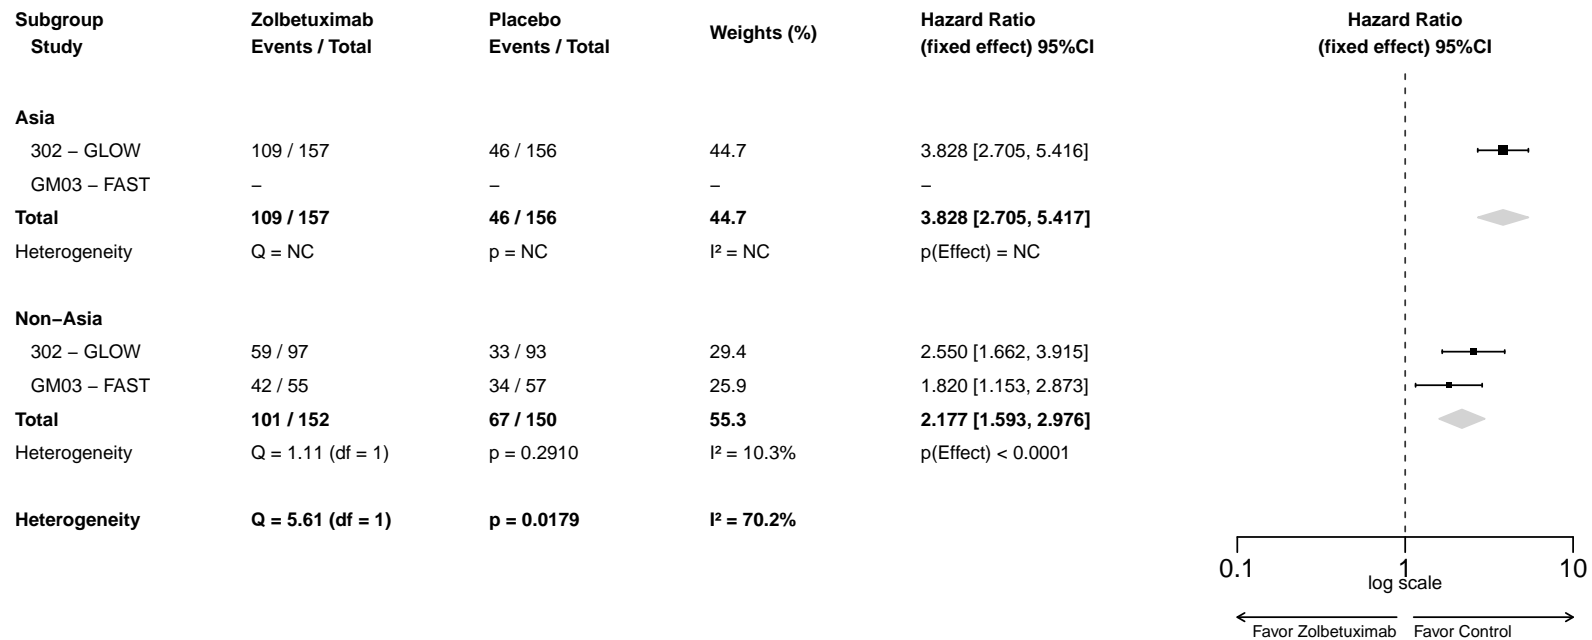 Subgroup Zolbetuximab Placebo Weights (%) Hazard Ratio Hazard Ratio
Study Events / Total Events / Total (fixed effect) 95%CI (fixed effect) 95%CI
Asia
302 − GLOW 109 / 157 46 / 156 44.7 3.828 [2.705, 5.416]
GM03 − FAST − − − −
Total 109 / 157 46 / 156 44.7 3.828 [2.705, 5.417]
Heterogeneity Q = NC p = NC I² = NC p(Effect) = NC
Non−Asia
302 − GLOW 59 / 97 33 / 93 29.4 2.550 [1.662, 3.915]
GM03 − FAST 42 / 55 34 / 57 25.9 1.820 [1.153, 2.873]
Total 101 / 152 67 / 150 55.3 2.177 [1.593, 2.976]
Heterogeneity Q = 1.11 (df = 1) p = 0.2910 I² = 10.3% p(Effect) < 0.0001
Heterogeneity Q = 5.61 (df = 1) p = 0.0179 I² = 70.2%
0.1 1 10
log scale
Favor Zolbetuximab Favor Control